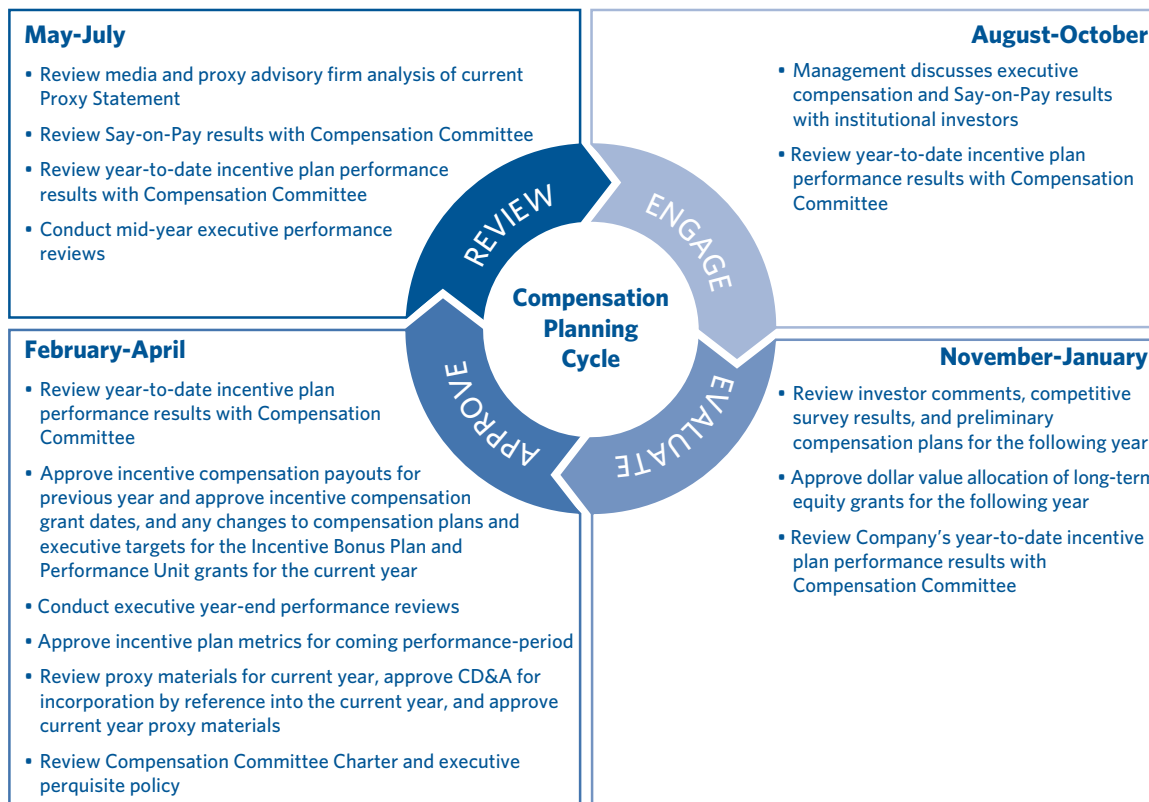 May-July
• Review media and proxy advisory firm analysis of current
Proxy Statement
• Review Say-on-Pay results with Compensation Committee
• Review year-to-date incentive plan performance
results with Compensation Committee
• Conduct mid-year executive performance
reviews
August-October
• Management discusses executive
compensation and Say-on-Pay results
with institutional investors
• Review year-to-date incentive plan
performance results with Compensation
Committee
REVIEW
ENGAGE
Compensation
Planning
Cycle
APPROVE
EVALUATE
February-April
• Review year-to-date incentive plan
performance results with Compensation
Committee
• Approve incentive compensation payouts for
previous year and approve incentive compensation
grant dates, and any changes to compensation plans and
executive targets for the Incentive Bonus Plan and
Performance Unit grants for the current year
• Conduct executive year-end performance reviews
• Approve incentive plan metrics for coming performance-period
• Review proxy materials for current year, approve CD&A for
incorporation by reference into the current year, and approve
current year proxy materials
• Review Compensation Committee Charter and executive
perquisite policy
November-January
• Review investor comments, competitive
survey results, and preliminary
compensation plans for the following year
• Approve dollar value allocation of long-term
equity grants for the following year
• Review Company's year-to-date incentive
plan performance results with
Compensation Committee